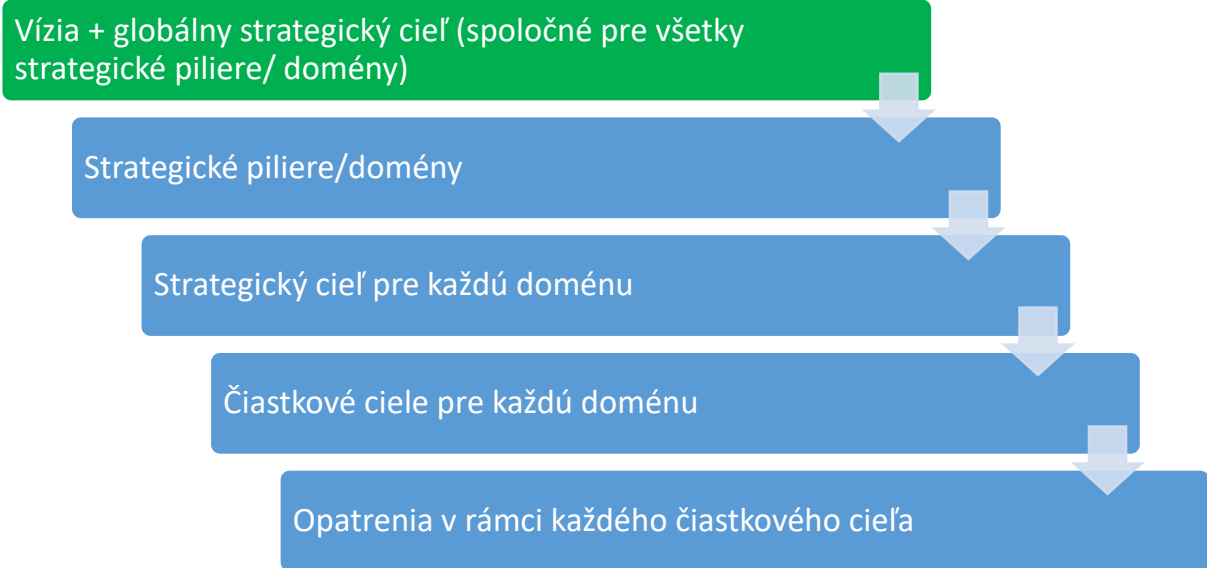 Vízia + globálny strategický cieľ (spoločné pre všetky
strategické piliere/ domény)
Strategické piliere/domény
Strategický cieľ pre každú doménu
Čiastkové ciele pre každú doménu
Opatrenia v rámci každého čiastkového cieľa